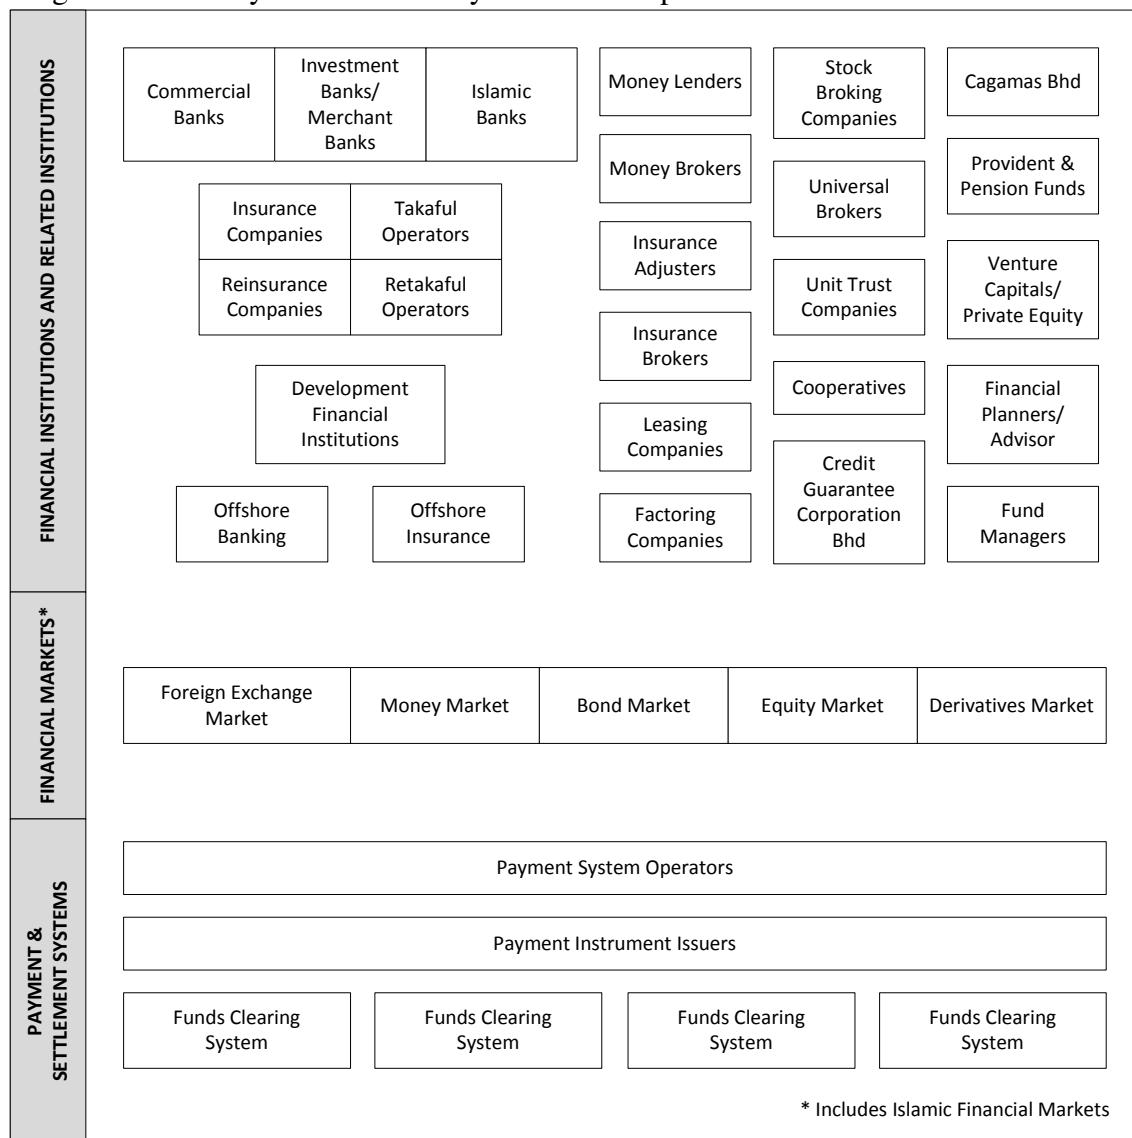 FINANCIAL INSTITUTIONS AND RELATED INSTITUTIONS
Commercial
Banks
Investment
Banks/
Merchant
Banks
Islamic
Banks
Insurance
Companies
Takaful
Operators
Reinsurance
Companies
Retakaful
Operators
Development
Financial
Institutions
Offshore
Banking
Offshore
Insurance
Money Lenders
Money Brokers
Insurance
Adjusters
Insurance
Brokers
Leasing
Companies
Factoring
Companies
Stock
Broking
Companies
Universal
Brokers
Unit Trust
Companies
Cooperatives
Credit
Guarantee
Corporation
Bhd
Cagamas Bhd
Provident &
Pension Funds
Venture
Capitals/
Private Equity
Financial
Planners/
Advisor
Fund
Managers
FINANCIAL MARKETS*
Foreign Exchange
Market
Money Market
Bond Market
Equity Market
Derivatives Market
PAYMENT &
SETTLEMENT SYSTEMS
Payment System Operators
Payment Instrument Issuers
Funds Clearing
System
Funds Clearing
System
Funds Clearing
System
Funds Clearing
System
* Includes Islamic Financial Markets